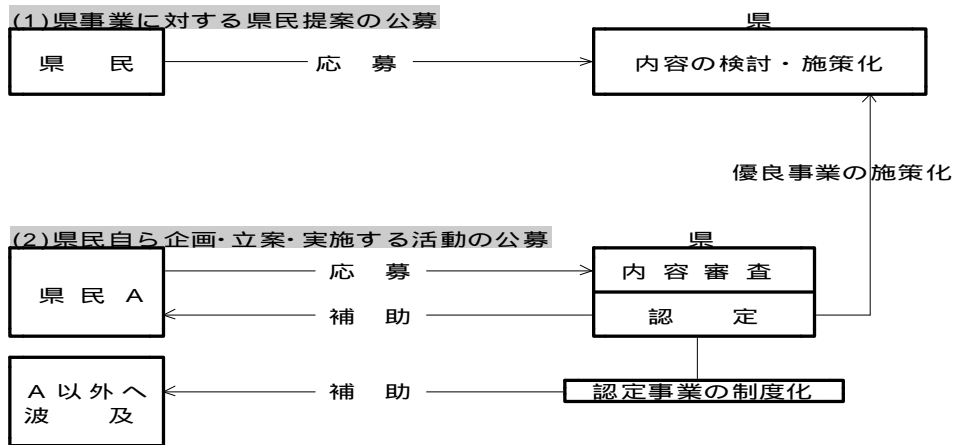 (1)県事業に対する県民提案の公募
県
県 民
応 募
内容の検討・施策化
優良事業の施策化
(2)県民自ら企画・立案・実施する活動の公募
県
県 民 A
応 募
内 容 審 査
補 助
認 定
A 以 外 へ
波 及
補 助
認定事業の制度化